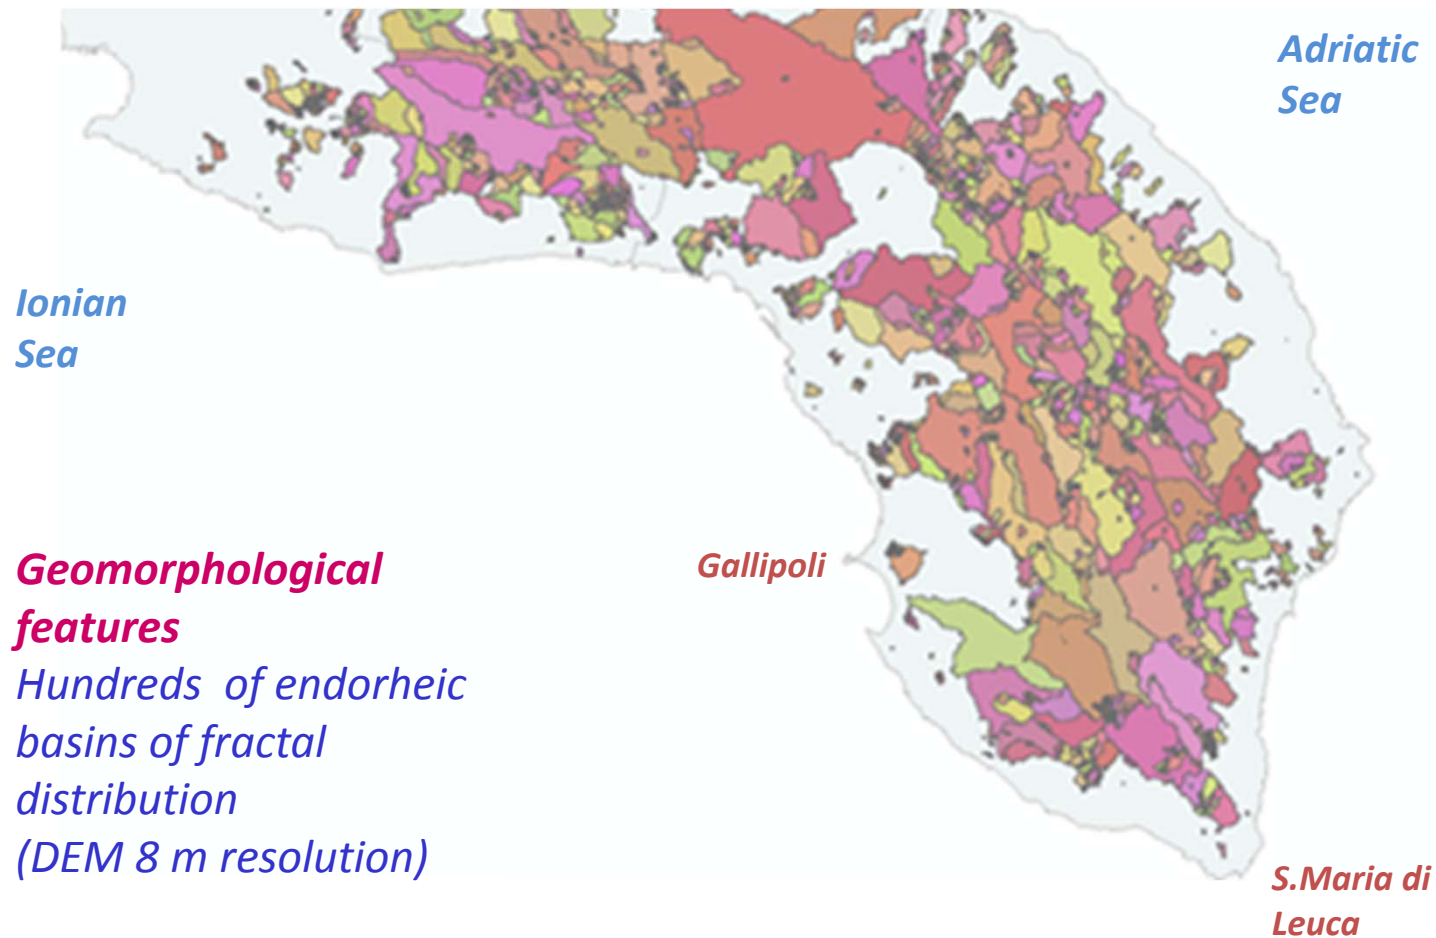 Adriatic
Sea
Ionian
Sea
Geomorphological
features
Hundreds  of endorheic
basins of fractal
distribution
(DEM 8 m resolution)
Gallipoli
S.Maria di
Leuca